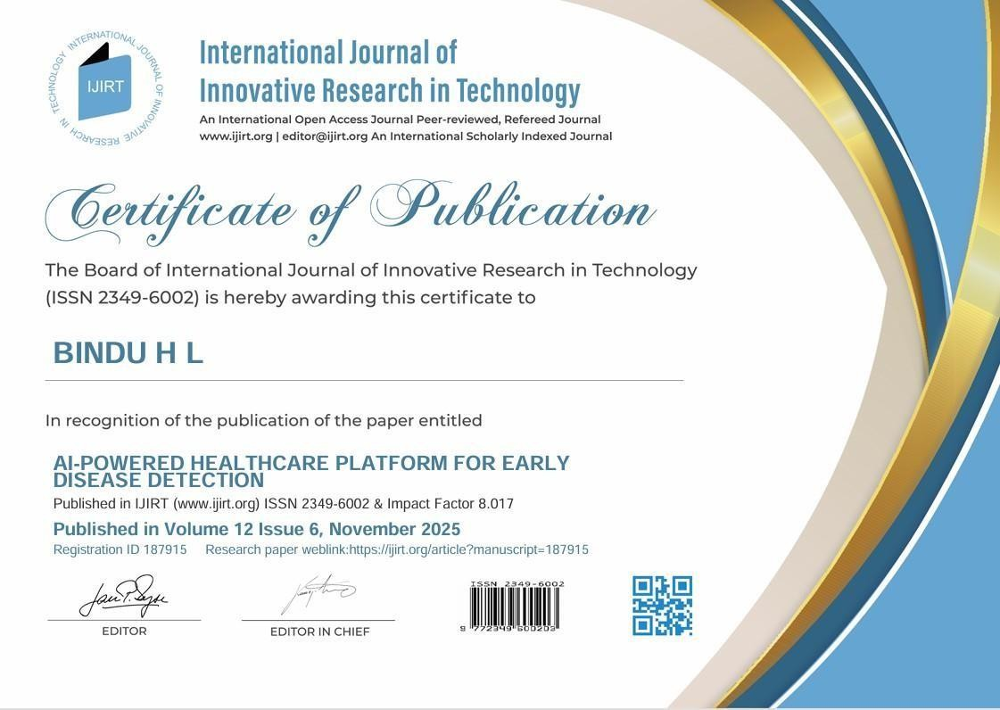 INTERNATIONAL JOURNAL OF INNOVATIVE RESEARCH IN TECHNOLOGY
IJIRT
International Journal of
Innovative Research in Technology
An International Open Access Journal Peer-reviewed, Refereed Journal
www.ijirt.org | editor@ijirt.org An International Scholarly Indexed Journal
Certificate of Publication
The Board of International Journal of Innovative Research in Technology
(ISSN 2349-6002) is hereby awarding this certificate to
BINDU H L
In recognition of the publication of the paper entitled
AI-POWERED HEALTHCARE PLATFORM FOR EARLY
DISEASE DETECTION
Published in IJIRT (www.ijirt.org) ISSN 2349-6002 & Impact Factor 8.017
Published in Volume 12 Issue 6, November 2025
Registration ID 187915 Research paper weblink:https://ijirt.org/article?manuscript=187915
EDITOR
EDITOR IN CHIEF
ISSN 2349-6002
9 772349 600203